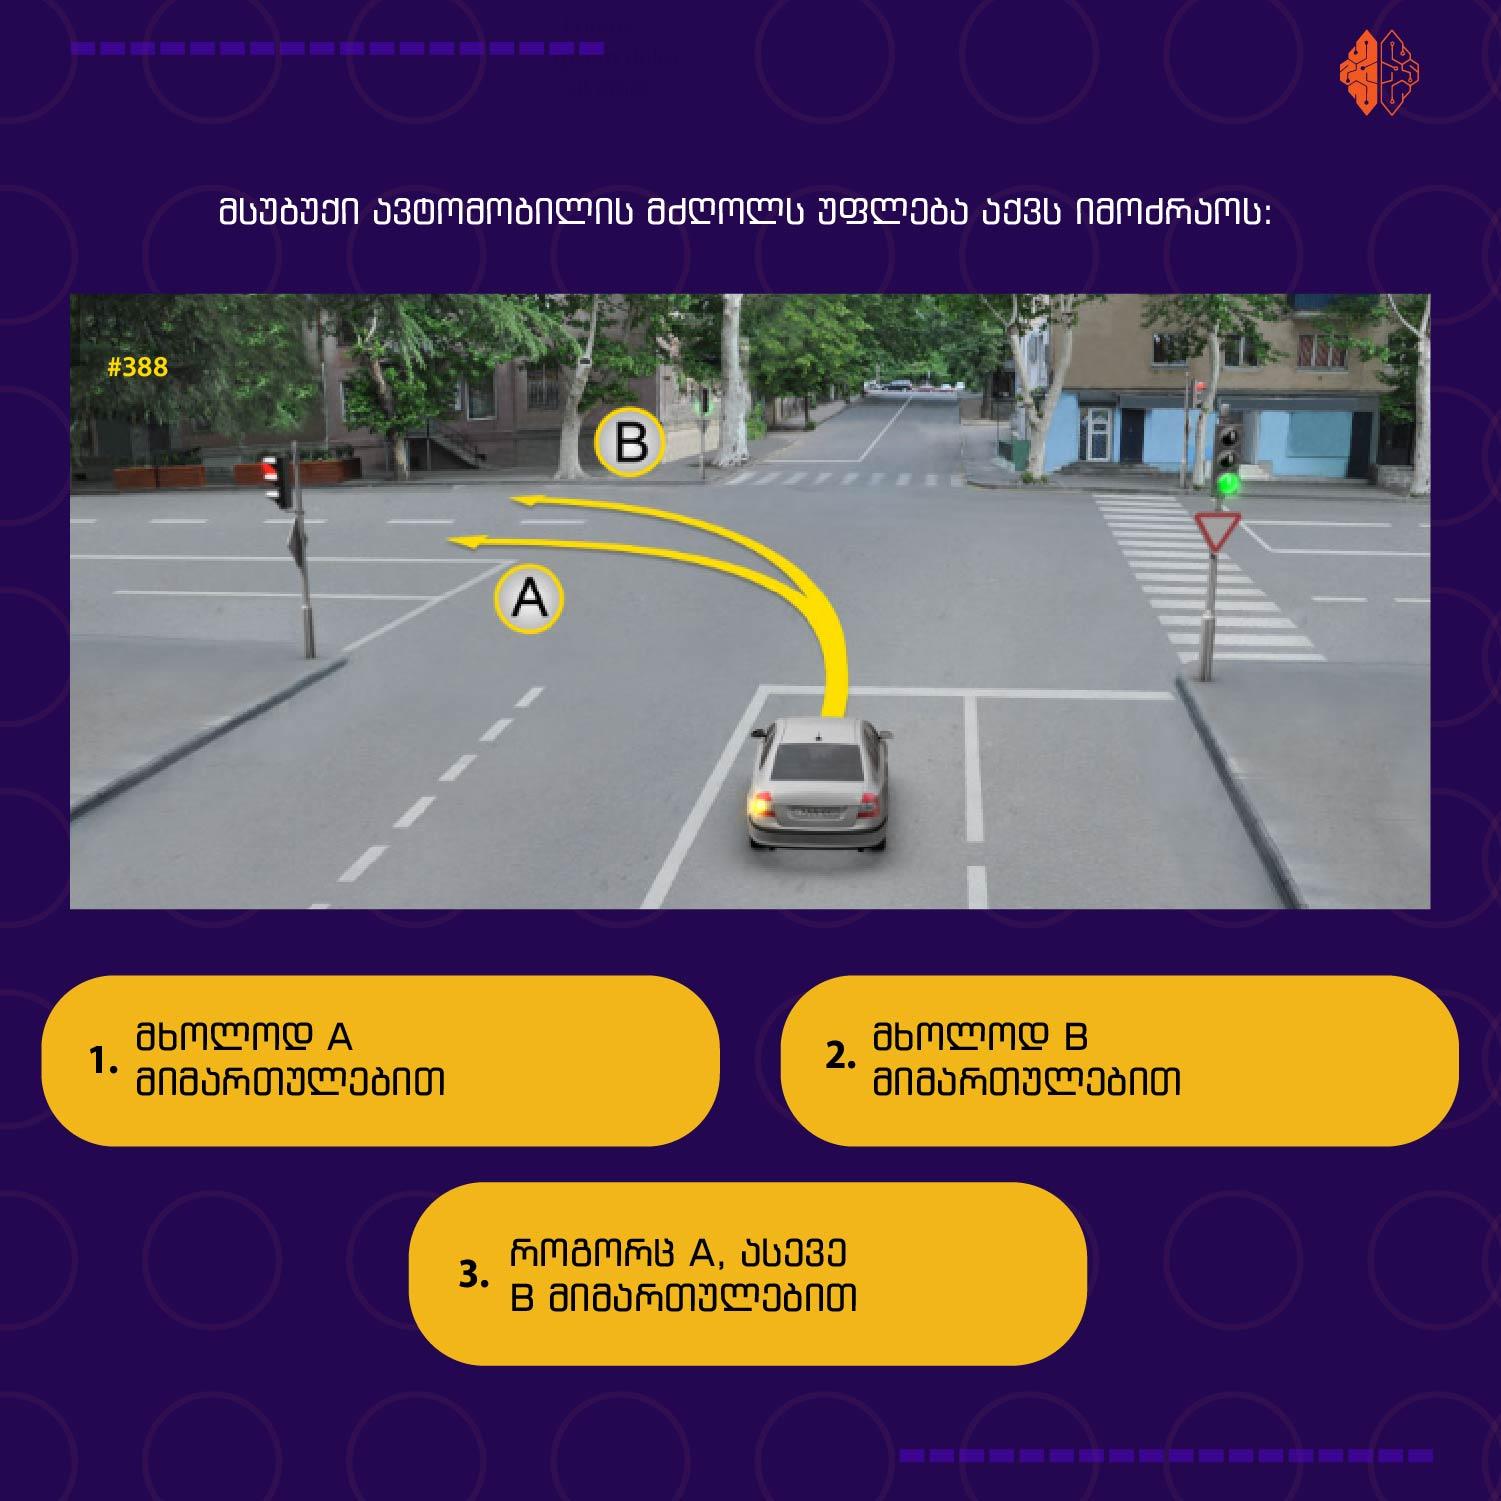 მსუბუქი ავტომობილის მძღოლს უფლება აქვს იმოძრაოს:
#388
B
A
1. მხოლოდ A
მიმართულებით
2. მხოლოდ B
მიმართულებით
3. როგორც A, ასევე
B მიმართულებით